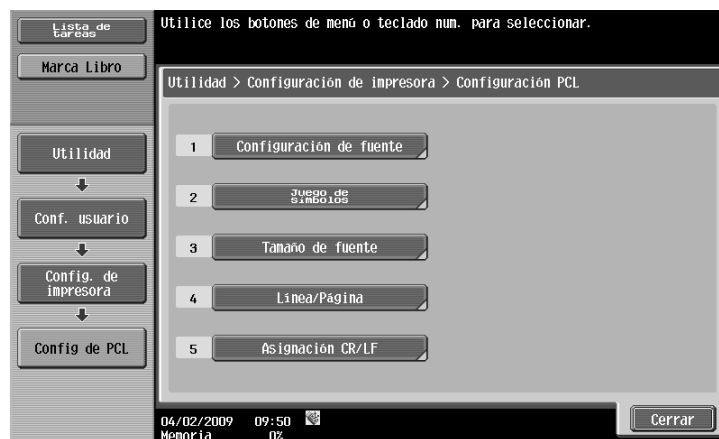 Lista de
tareas
Utilice los botones de menú o teclado num. para seleccionar.
Marca Libro
Utilidad > Configuración de impresora > Configuración PCL
Utilidad
Conf. usuario
Config. de
impresora
Config de PCL
1 Configuración de fuente
2 Juego de
símbolos
3 Tamaño de fuente
4 Línea/Página
5 Asignación CR/LF
04/02/2009 09:50
Memoria 0%
Cerrar